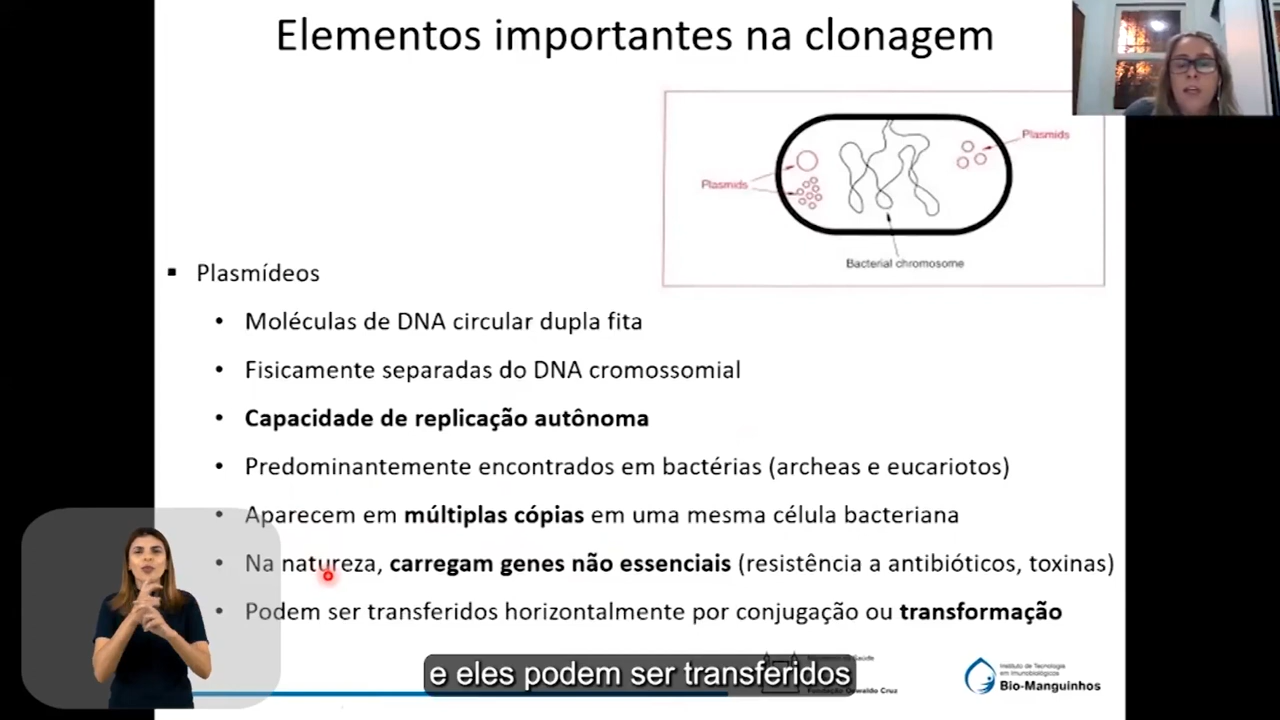 Elementos importantes na clonagem
Plasmids
Plasmids
Bacterial chromosome
▪ Plasmídeos
• Moléculas de DNA circular dupla fita
• Fisicamente separadas do DNA cromossomial
• Capacidade de replicação autônoma
• Predominantemente encontrados em bactérias (archeas e eucariotos)
• Aparecem em múltiplas cópias em uma mesma célula bacteriana
• Na natureza, carregam genes não essenciais (resistência a antibióticos, toxinas)
• Podem ser transferidos horizontalmente por conjugação ou transformação
e eles podem ser transferidos
Fundação Oswaldo Cruz
Instituto de Tecnologia
em Imunobiológicos
Bio-Manguinhos